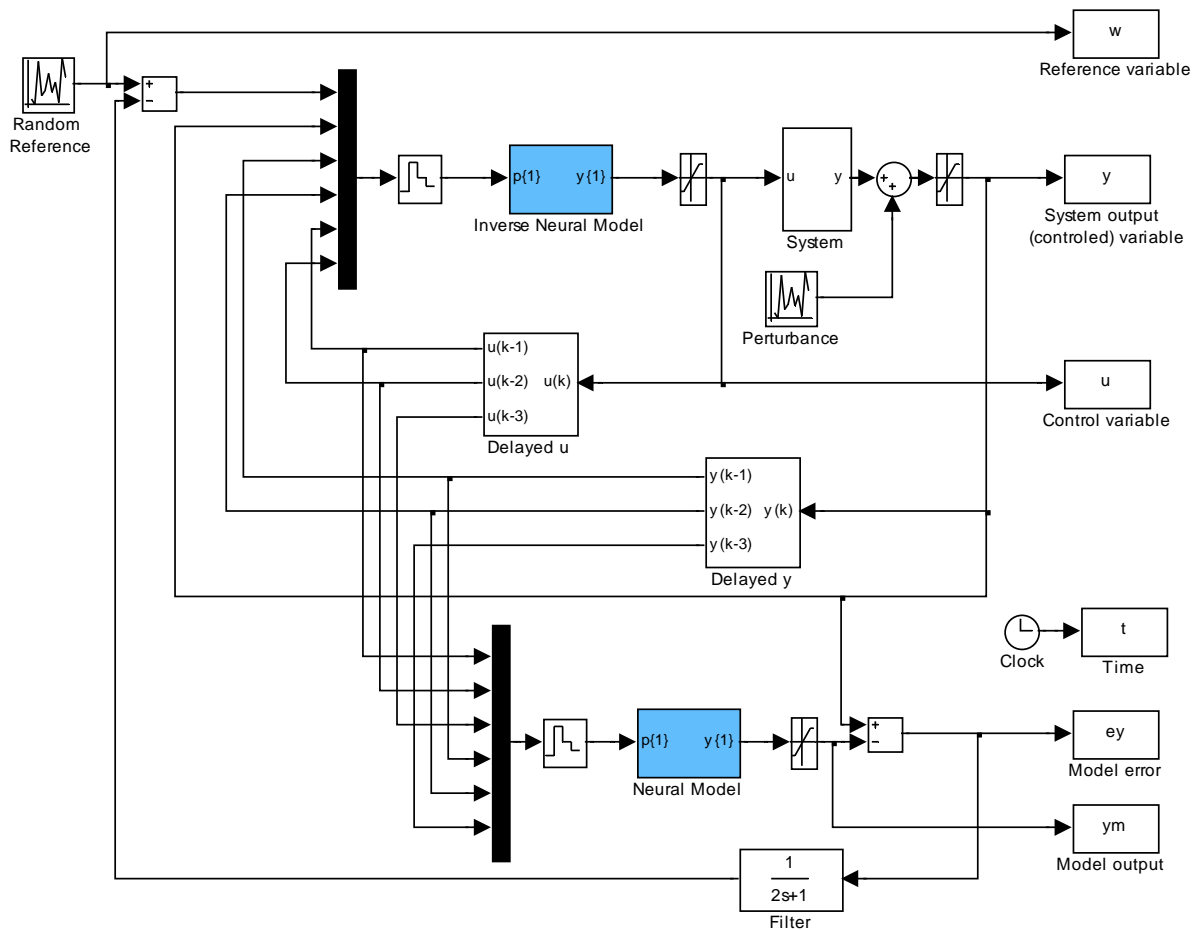 w
Reference variable
+
−
Random
Reference
p{1}
y{1}
Inverse Neural Model
u
y
System
+
+
y
System output
(controled) variable
Perturbance
u(k-1)
u(k-2)
u(k)
u(k-3)
Delayed u
u
Control variable
y(k-1)
y(k-2)
y(k)
y(k-3)
Delayed y
Clock
t
Time
p{1}
y{1}
Neural Model
+
−
ey
Model error
ym
Model output
1
2s+1
Filter